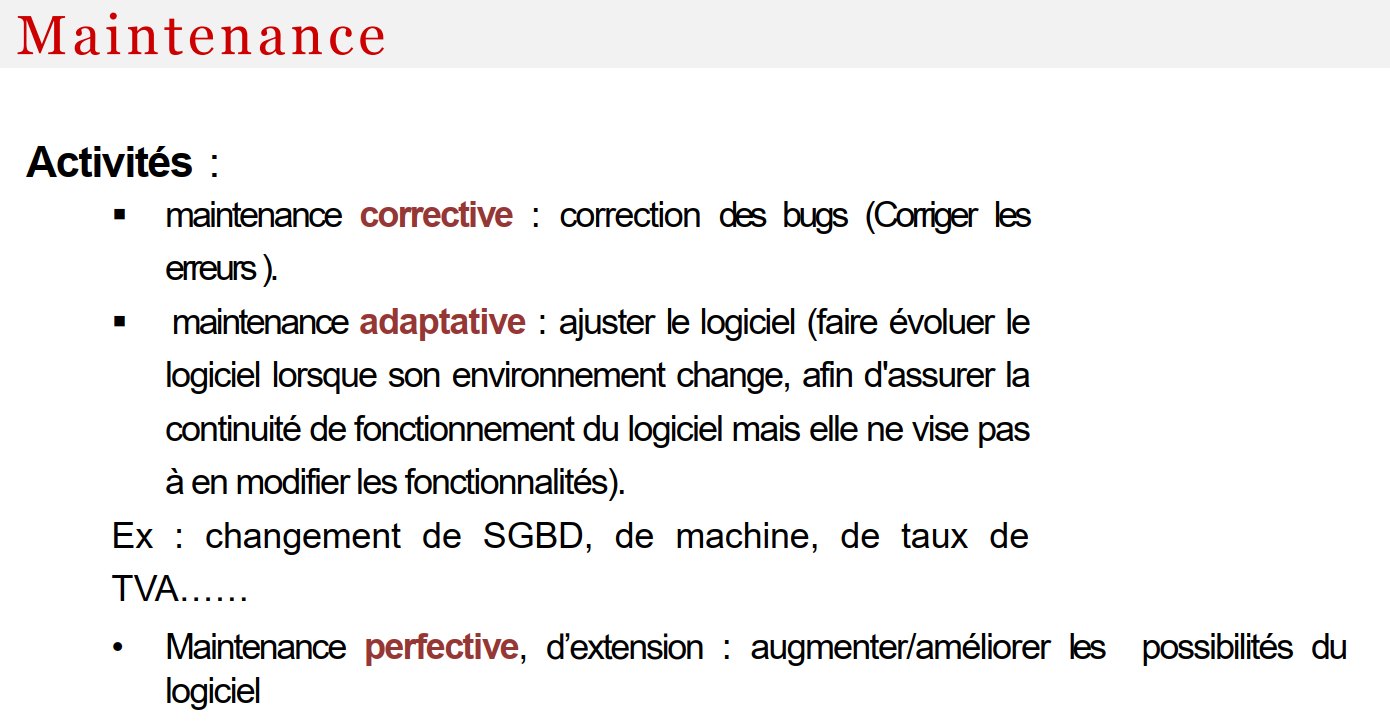 Maintenance
Activités :
▪ maintenance corrective : correction des bugs (Corriger les
erreurs ).
▪ maintenance adaptative : ajuster le logiciel (faire évoluer le
logiciel lorsque son environnement change, afin d'assurer la
continuité de fonctionnement du logiciel mais elle ne vise pas
à en modifier les fonctionnalités).
Ex : changement de SGBD, de machine, de taux de
TVA……
• Maintenance perfective, d’extension : augmenter/améliorer les possibilités du
logiciel